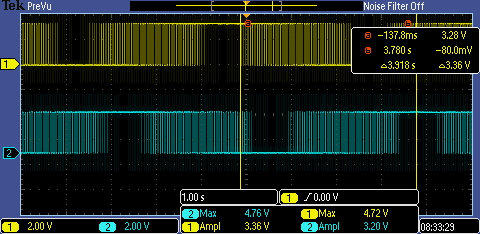 Tek PreVu Noise Filter Off
a -137.8ms 3.28 V
b 3.780 s -80.0mV
△3.918 s △3.36 V
1
2
1.00 s 1 0.00 V
2 Max 4.76 V 1 Max 4.72 V
2 Ampl 3.20 V 1 Ampl 3.36 V
1 2.00 V 2 2.00 V 08:33:29